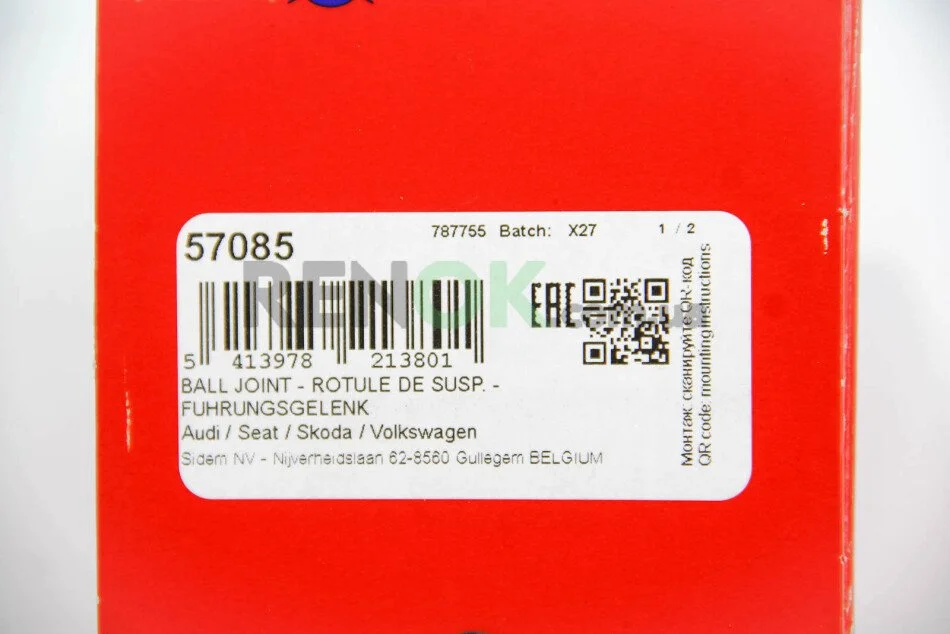 57085
787755 Batch: X27 1 / 2
RENOK
EAC
5 413978 213801
BALL JOINT - ROTULE DE SUSP. -
FUHRUNGSGELENK
Audi / Seat / Skoda / Volkswagen
Sidem NV - Nijverheidslaan 62-8560 Gullegem BELGIUM
Монтаж: сканируйте QR-код
QR code: mounting instructions